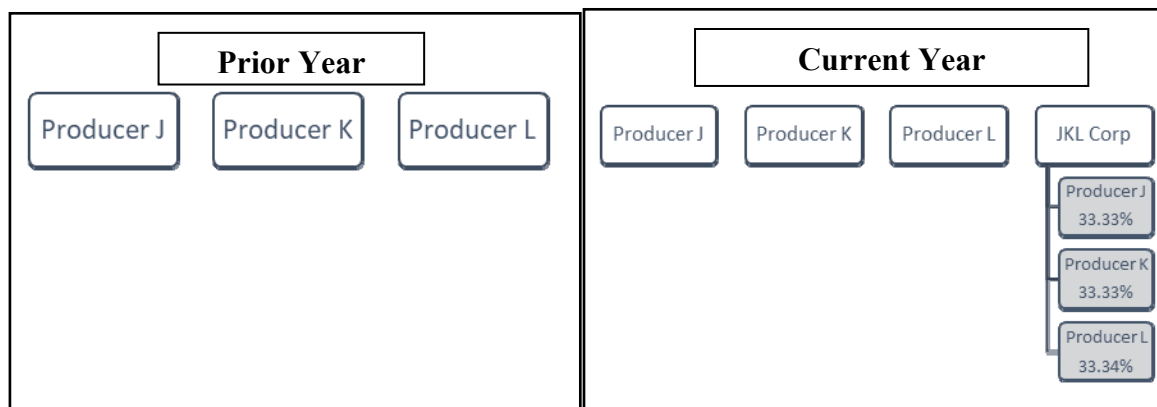 Prior Year
Producer J
Producer K
Producer L
Current Year
Producer J
Producer K
Producer L
JKL Corp
Producer J
33.33%
Producer K
33.33%
Producer L
33.34%